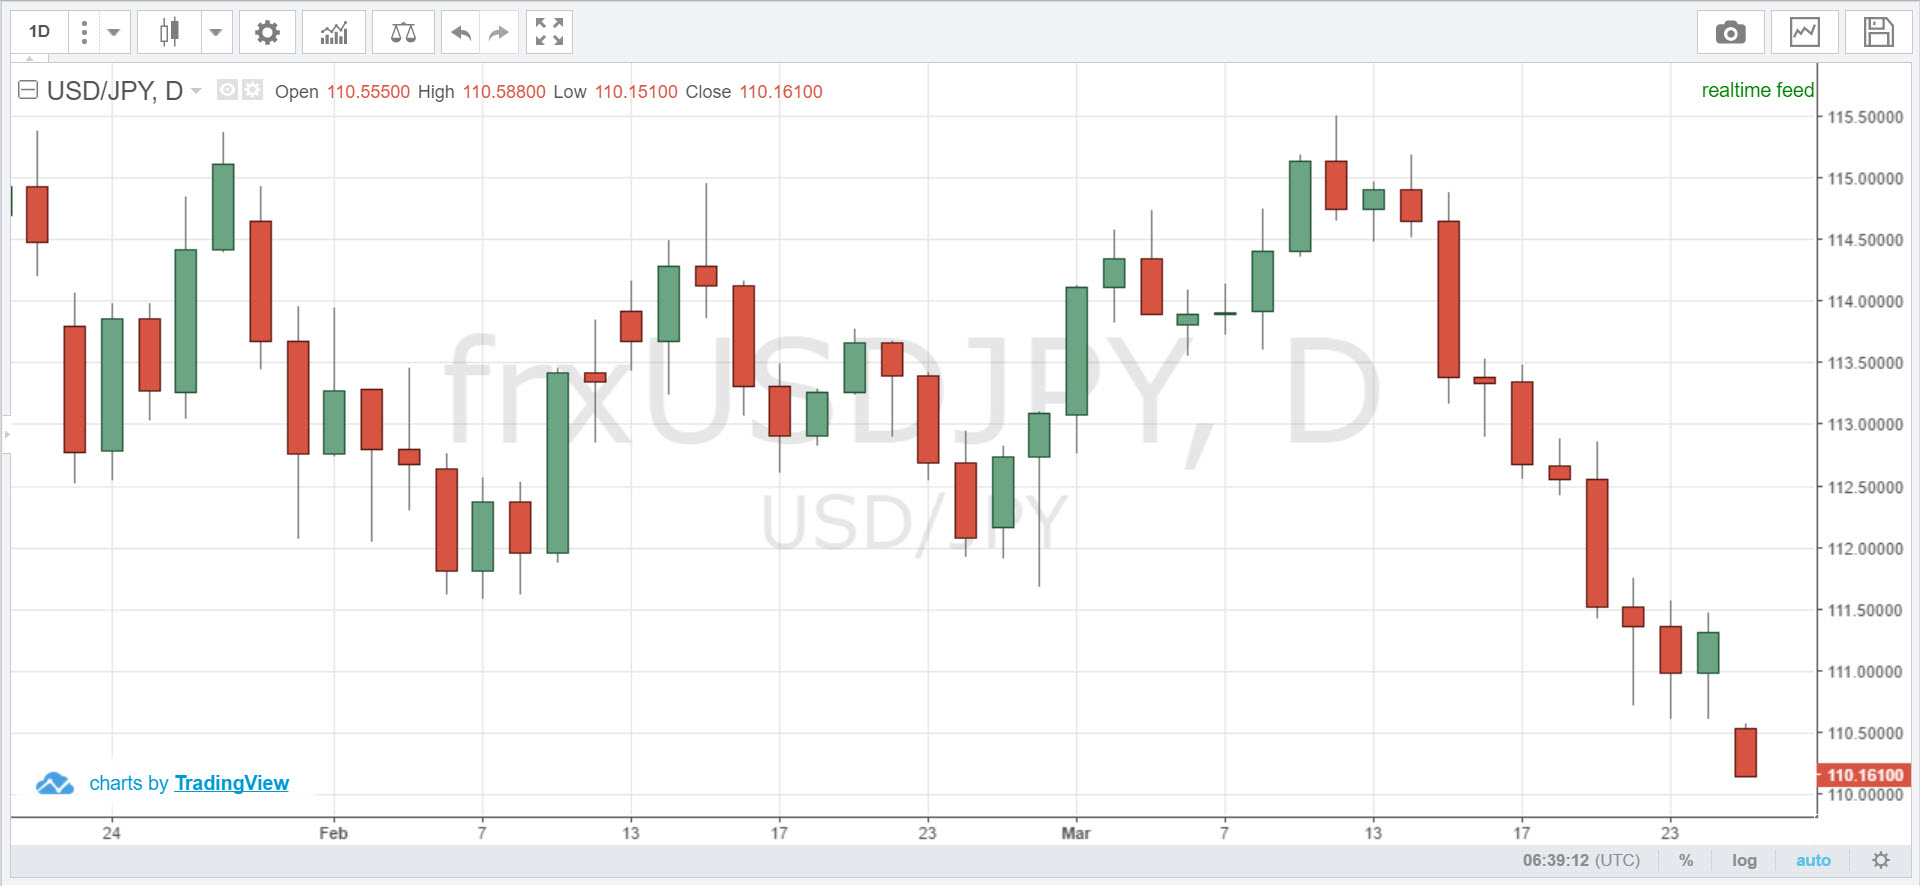 1D
USD/JPY, D Open 110.55500 High 110.58800 Low 110.15100 Close 110.16100
realtime feed
115.50000
115.00000
114.50000
114.00000
113.50000
113.00000
112.50000
112.00000
111.50000
111.00000
110.50000
110.16100
110.00000
frxUSDJPY, D
USD/JPY
charts by TradingView
24 Feb 7 13 17 23 Mar 7 13 17 23
06:39:12 (UTC) % log auto